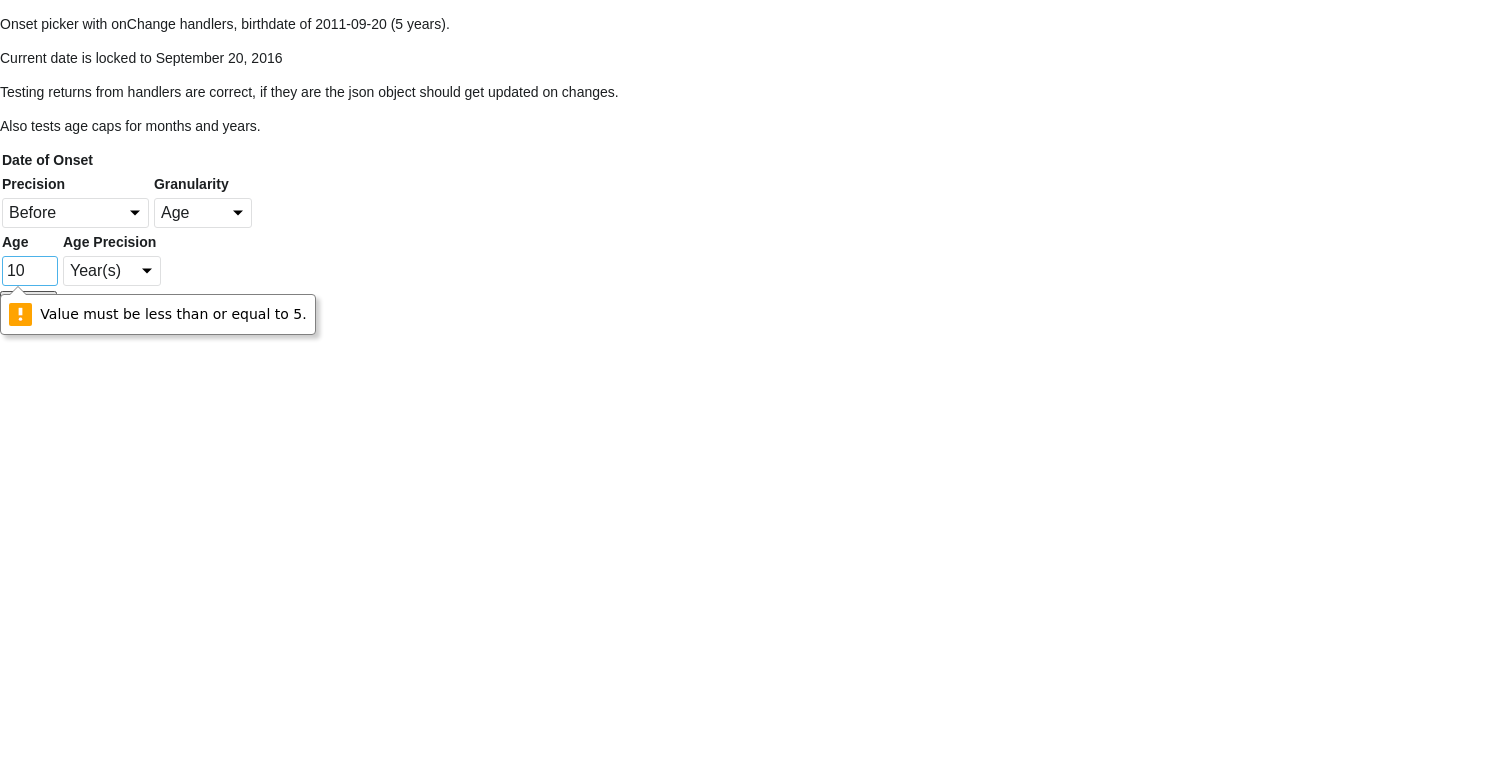 Onset picker with onChange handlers, birthdate of 2011-09-20 (5 years).
Current date is locked to September 20, 2016
Testing returns from handlers are correct, if they are the json object should get updated on changes.
Also tests age caps for months and years.
Date of Onset
Precision Granularity
Before Age
Age Age Precision
10 Year(s)
Value must be less than or equal to 5.